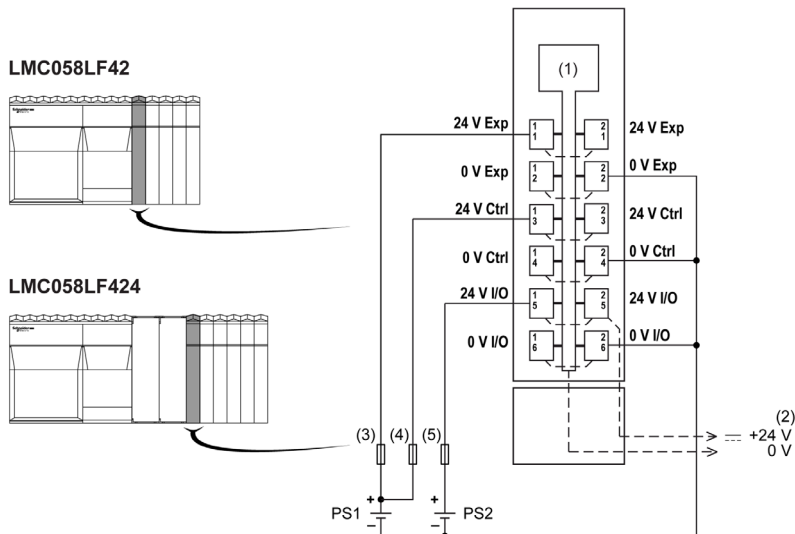 LMC058LF42
Schneider
LMC058LF424
Schneider
(1)
24 V Exp
1
1
2
1
24 V Exp
0 V Exp
1
2
2
2
0 V Exp
24 V Ctrl
1
3
2
3
24 V Ctrl
0 V Ctrl
1
4
2
4
0 V Ctrl
24 V I/O
1
5
2
5
24 V I/O
0 V I/O
1
6
2
6
0 V I/O
(2)
+24 V
0 V
(3)
(4)
(5)
+
PS1
–
+
PS2
–